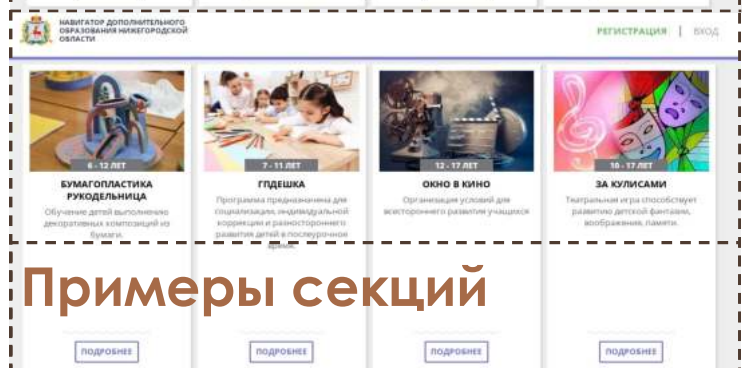 НАВИГАТОР ДОПОЛНИТЕЛЬНОГО
ОБРАЗОВАНИЯ НИЖЕГОРОДСКОЙ
ОБЛАСТИ
РЕГИСТРАЦИЯ | ВХОД
6 - 12 ЛЕТ
БУМАГОПЛАСТИКА
РУКОДЕЛЬНИЦА
Обучение детей выполнению
декоративных композиций из
бумаги.
7 - 11 ЛЕТ
ГПДЕШКА
Программа предназначена для
социализации, индивидуальной
коррекции и разностороннего
развития детей в послеурочное
время.
12 - 17 ЛЕТ
ОКНО В КИНО
Организация условий для
всестороннего развития учащихся
10 - 17 ЛЕТ
ЗА КУЛИСАМИ
Театральная игра способствует
развитию детской фантазии,
воображения, памяти.
Примеры секций
ПОДРОБНЕЕ
ПОДРОБНЕЕ
ПОДРОБНЕЕ
ПОДРОБНЕЕ